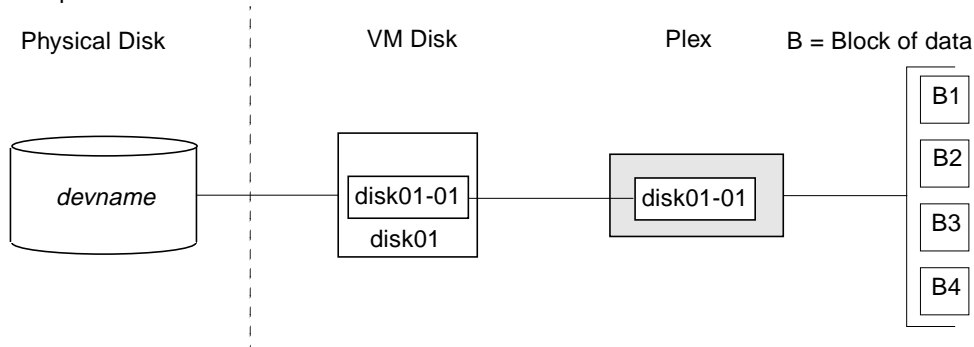 Physical Disk
VM Disk
Plex
B = Block of data
devname
disk01-01
disk01
disk01-01
B1
B2
B3
B4